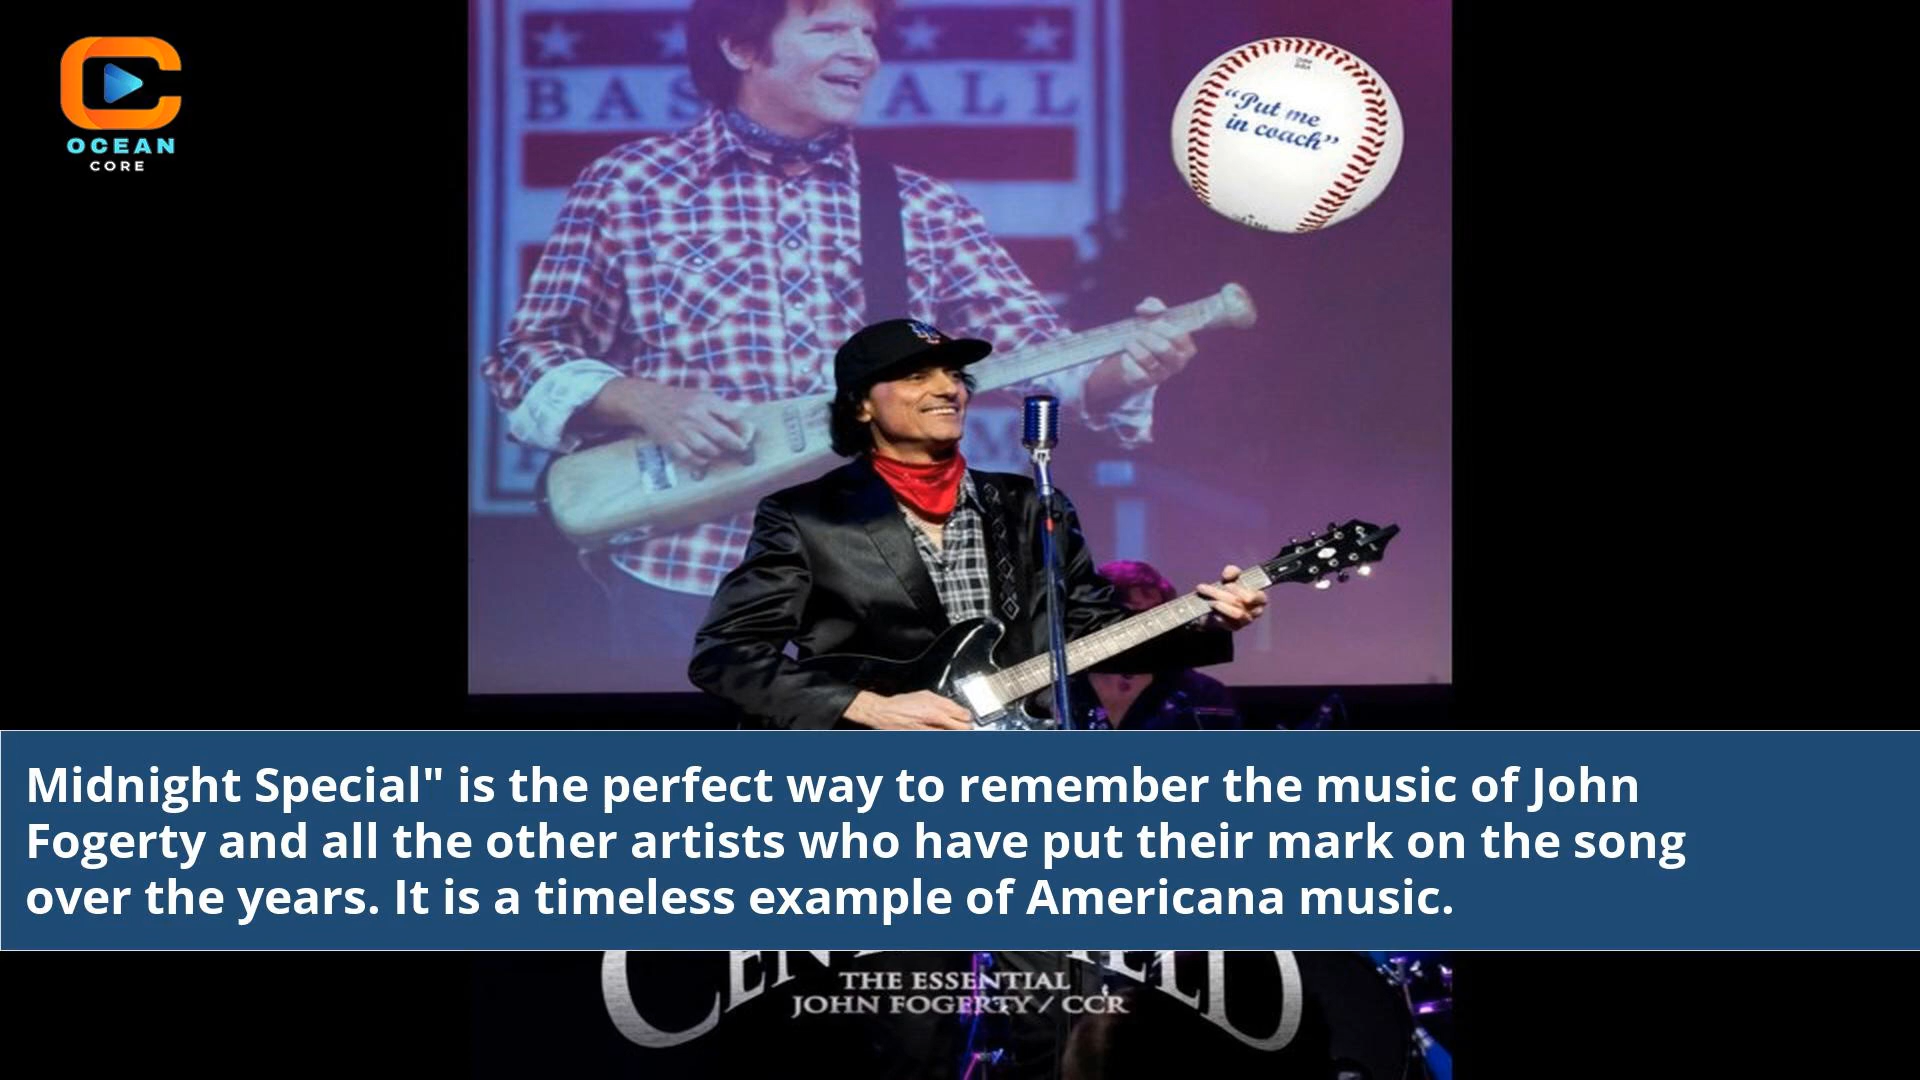 OCEAN
CORE
BASEBALL
"Put me
in coach"
Midnight Special" is the perfect way to remember the music of John
Fogerty and all the other artists who have put their mark on the song
over the years. It is a timeless example of Americana music.
THE ESSENTIAL
JOHN FOGERTY / CCR